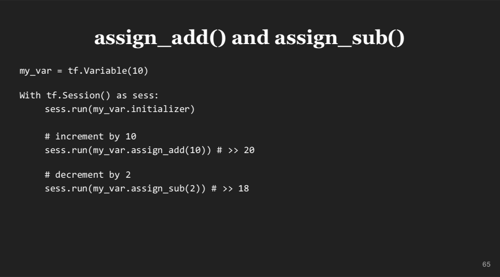 assign_add() and assign_sub()
my_var = tf.Variable(10)
With tf.Session() as sess:
sess.run(my_var.initializer)
# increment by 10
sess.run(my_var.assign_add(10)) # >> 20
# decrement by 2
sess.run(my_var.assign_sub(2)) # >> 18
65